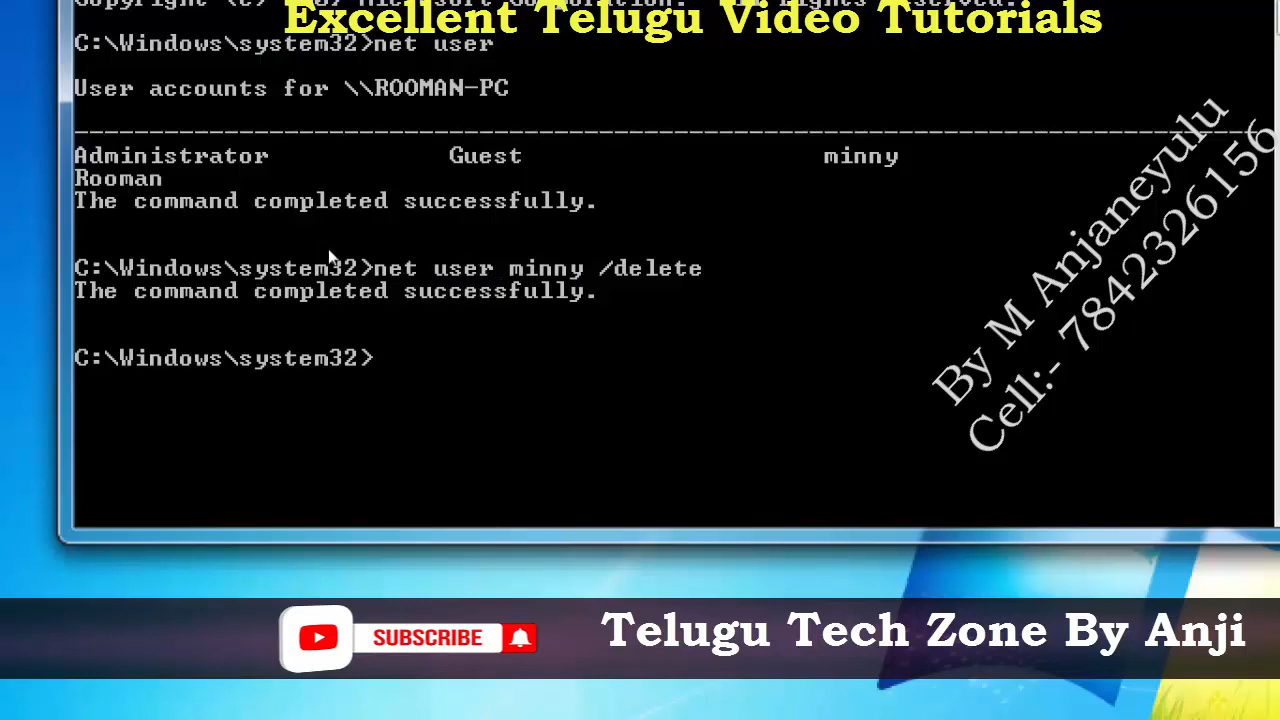 Excellent Telugu Video Tutorials
C:\Windows\system32>net user
User accounts for \\ROOMAN-PC
-------------------------------------------------------------------------------
Administrator Guest minny
Rooman
The command completed successfully.
C:\Windows\system32>net user minny /delete
The command completed successfully.
C:\Windows\system32>
By M Anjaneyulu
Cell:- 7842326156
SUBSCRIBE
Telugu Tech Zone By Anji